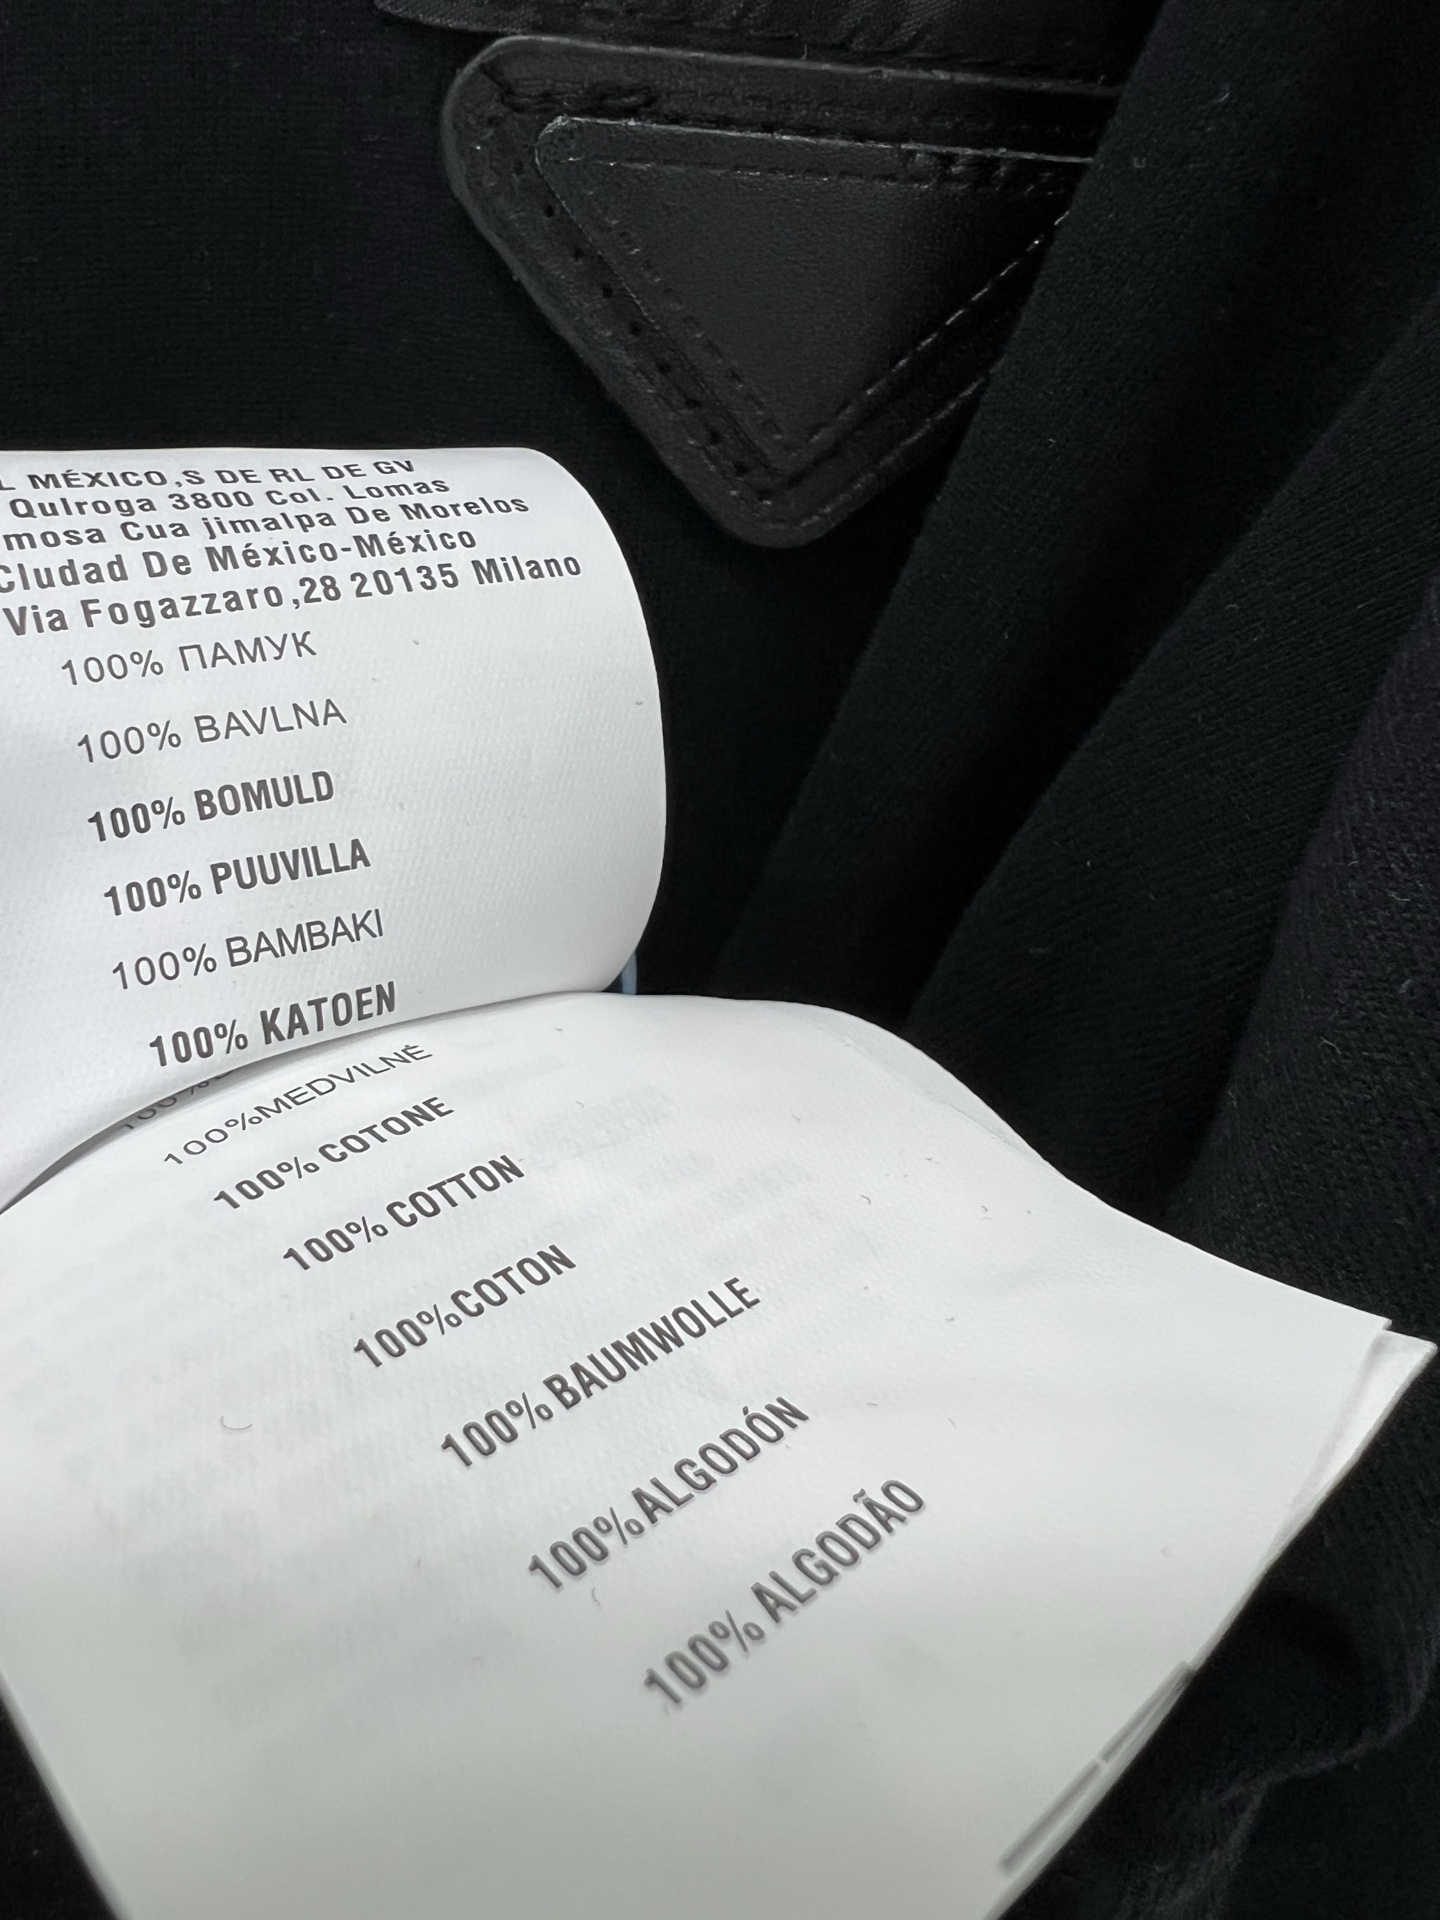 L MÉXICO,S DE RL DE GV
Quiroga 3800 Col. Lomas
mosa Cua jimalpa De Morelos
Ciudad De México-México
Via Fogazzaro,28 20135 Milano
100% ПАМУК
100% BAVLNA
100% BOMULD
100% PUUVILLA
100% BAMBAKI
100% KATOEN
100%MEDVILNĖ
100% COTONE
100% COTTON
100%COTON
100% BAUMWOLLE
100%ALGODÓN
100% ALGODÃO